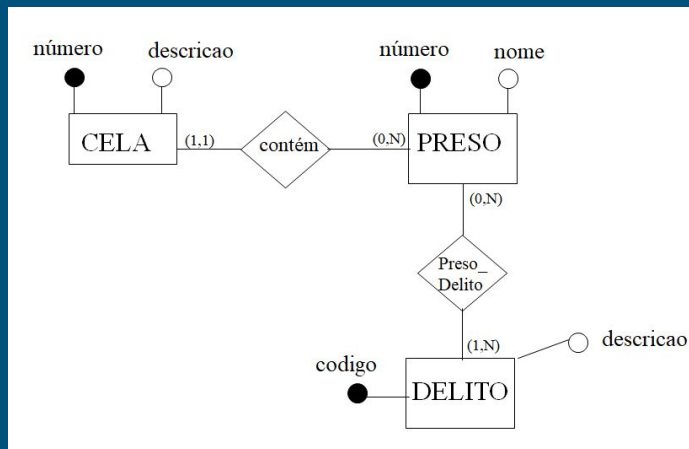 número descricao
número nome
CELA (1,1) contém (0,N) PRESO
(0,N)
Preso_
Delito
(1,N)
descricao
codigo
DELITO